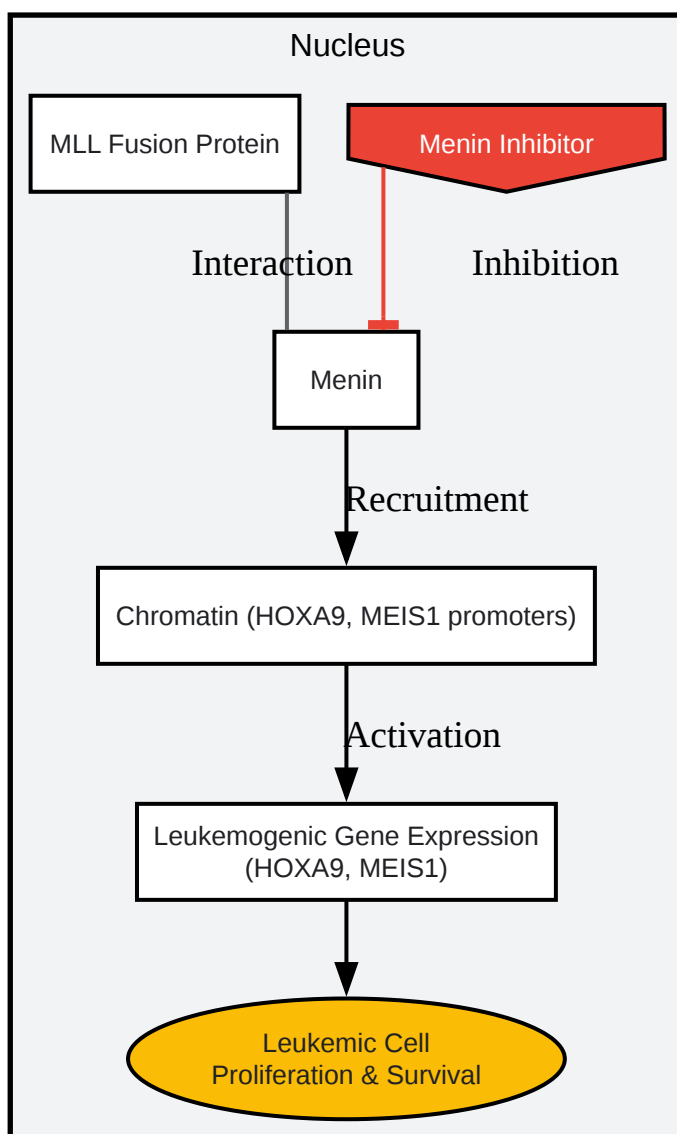 Nucleus
MLL Fusion Protein
Menin Inhibitor
Interaction
Inhibition
Menin
Recruitment
Chromatin (HOXA9, MEIS1 promoters)
Activation
Leukemogenic Gene Expression
(HOXA9, MEIS1)
Leukemic Cell
Proliferation & Survival